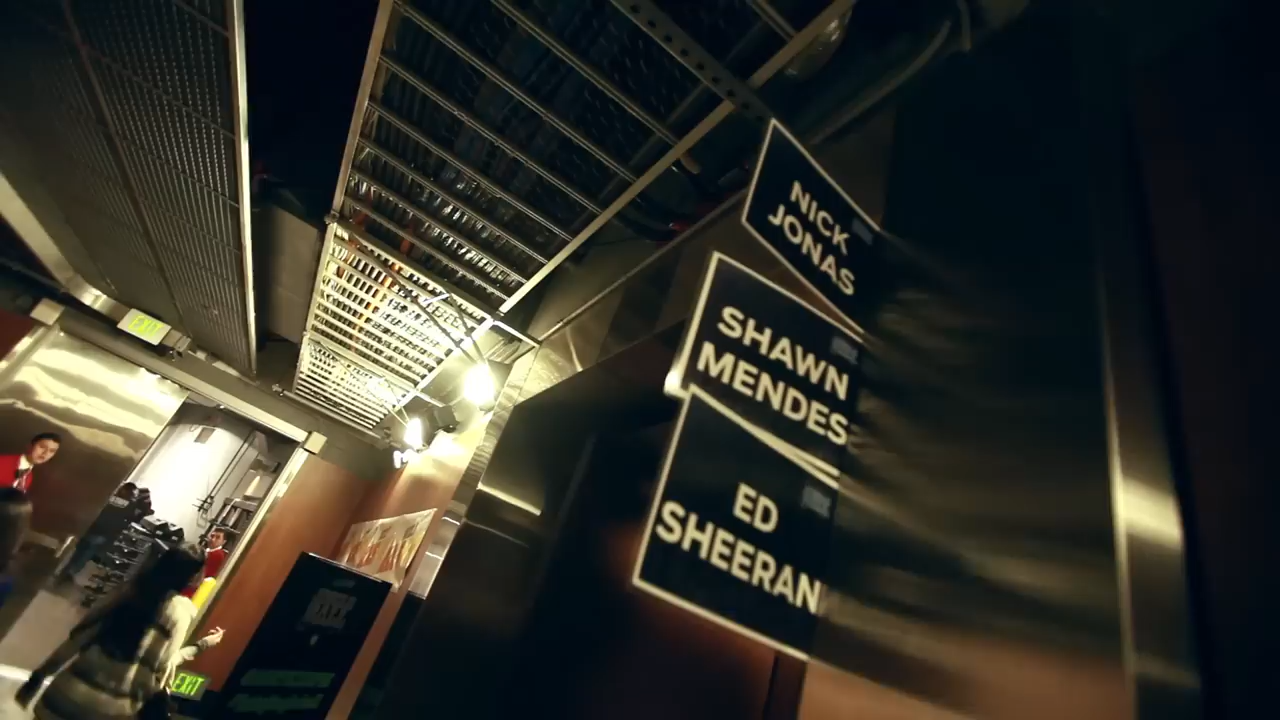 NICK
JONAS
SHAWN
MENDES
ED
SHEERAN
EXIT
EXIT